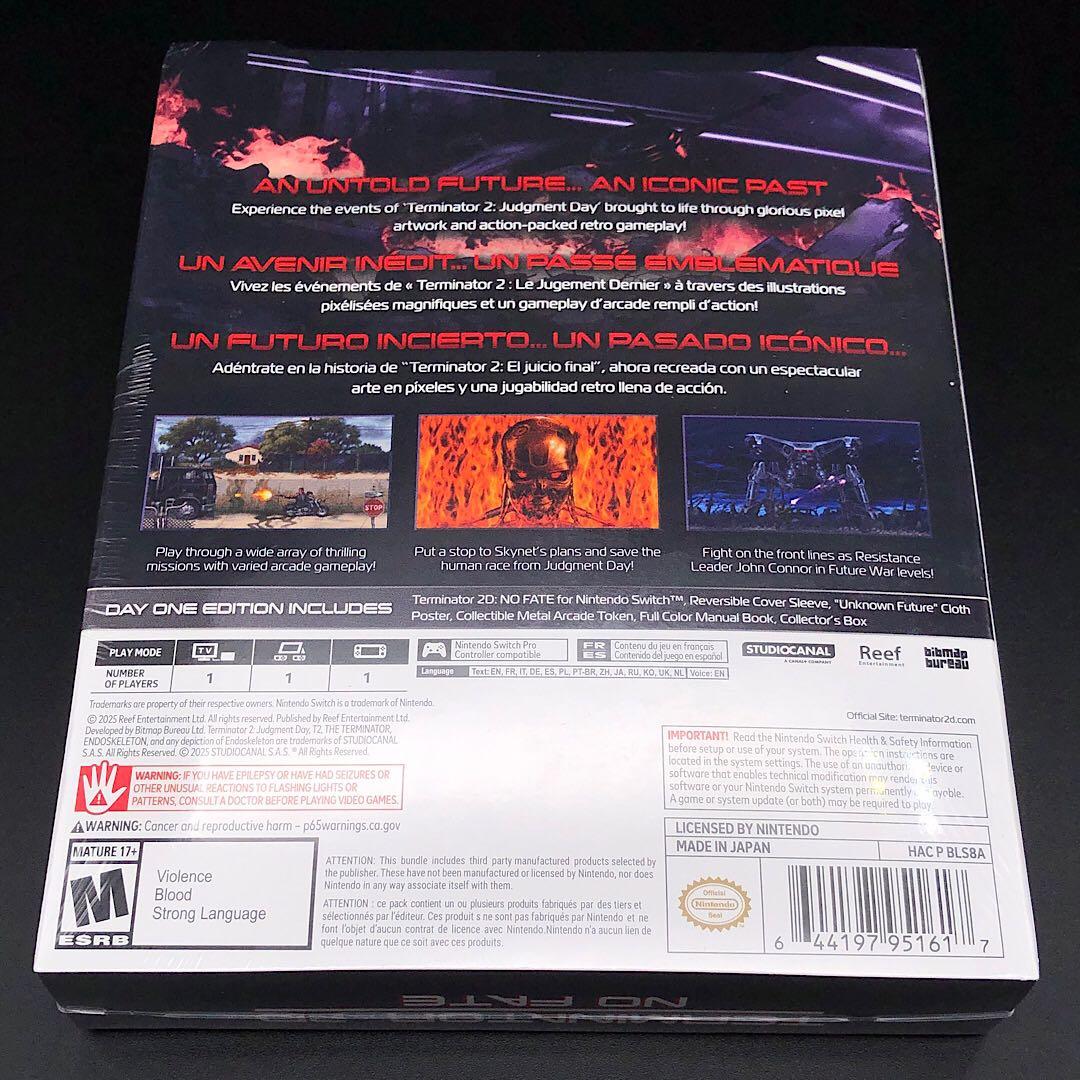 AN UNTOLD FUTURE... AN ICONIC PAST
Experience the events of 'Terminator 2: Judgment Day' brought to life through glorious pixel
artwork and action-packed retro gameplay!
UN AVENIR INÉDIT... UN PASSÉ EMBLÉMATIQUE
Vivez les événements de « Terminator 2 : Le Jugement Dernier » à travers des illustrations
pixélisées magnifiques et un gameplay d'arcade rempli d'action!
UN FUTURO INCIERTO... UN PASADO ICÓNICO...
Adéntrate en la historia de "Terminator 2: El juicio final", ahora recreada con un espectacular
arte en píxeles y una jugabilidad retro llena de acción.
STOP
Play through a wide array of thrilling
missions with varied arcade gameplay!
Put a stop to Skynet's plans and save the
human race from Judgment Day!
Fight on the front lines as Resistance
Leader John Connor in Future War levels!
DAY ONE EDITION INCLUDES
Terminator 2D: NO FATE for Nintendo Switch™, Reversible Cover Sleeve, "Unknown Future" Cloth
Poster, Collectible Metal Arcade Token, Full Color Manual Book, Collector's Box
PLAY MODE
TV
NUMBER
OF PLAYERS
1
1
1
Nintendo Switch Pro
Controller compatible
FR
ES
Contenu du jeu en français
Contenido del juego en español
Language
Text: EN, FR, IT, DE, ES, PL, PT-BR, ZH, JA, RU, KO, UK, NL
Voice: EN
STUDIOCANAL
A CANAL+ COMPANY
Reef
Entertainment
bitmap
bureau
Trademarks are property of their respective owners. Nintendo Switch is a trademark of Nintendo.
© 2025 Reef Entertainment Ltd. All rights reserved. Published by Reef Entertainment Ltd.
Developed by Bitmap Bureau Ltd. Terminator 2: Judgment Day, T2, THE TERMINATOR,
ENDOSKELETON, and any depiction of Endoskeleton are trademarks of STUDIOCANAL
S.A.S. All Rights Reserved. © 2025 STUDIOCANAL S.A.S. ® All Rights Reserved.
Official Site: terminator2d.com
WARNING: IF YOU HAVE EPILEPSY OR HAVE HAD SEIZURES OR
OTHER UNUSUAL REACTIONS TO FLASHING LIGHTS OR
PATTERNS, CONSULT A DOCTOR BEFORE PLAYING VIDEO GAMES.
IMPORTANT! Read the Nintendo Switch Health & Safety Information
before setup or use of your system. The operation instructions are
located in the system settings. The use of an device or
software that enables technical modification may render this
software or your Nintendo Switch system permanently
A game or system update (or both) may be required to play.
WARNING: Cancer and reproductive harm – p65warnings.ca.gov
MATURE 17+
M
ESRB
Violence
Blood
Strong Language
ATTENTION: This bundle includes third party manufactured products selected by
the publisher. These have not been manufactured or licensed by Nintendo, nor does
Nintendo in any way associate itself with them.
ATTENTION : ce pack contient un ou plusieurs produits fabriqués par des tiers et
sélectionnés par l'éditeur. Ces produits ne sont pas fabriqués par Nintendo et ne
font l'objet d'aucun contrat de licence avec Nintendo.Nintendo n'a aucun lien de
quelque nature que ce soit avec ces produits.
LICENSED BY NINTENDO
MADE IN JAPAN
HAC P BLS8A
Official
Nintendo
Seal
6 44197 95161 7
NO FATE
TERMINATOR 2D